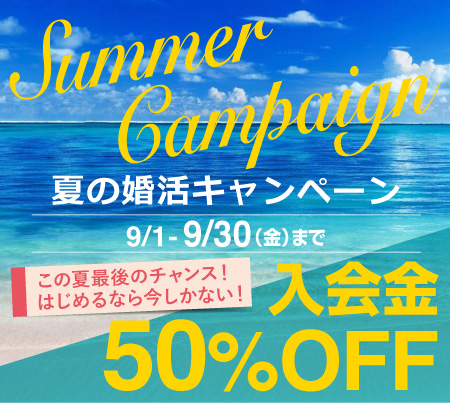 Summer
Campaign
夏の婚活キャンペーン
9/1-9/30(金)まで
この夏最後のチャンス!
はじめるなら今しかない!
入会金
50%OFF